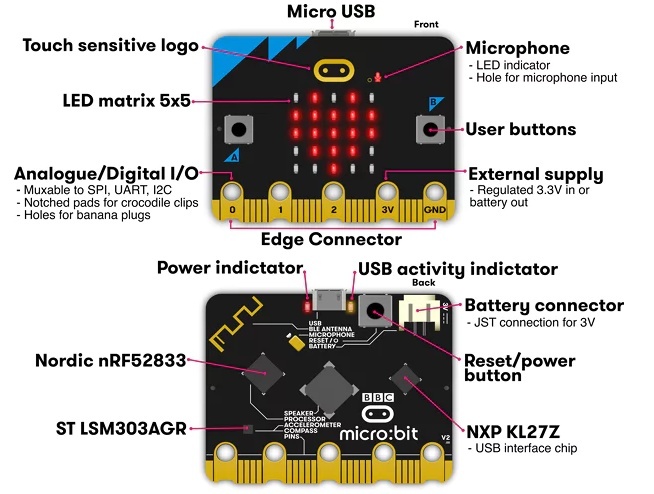 Micro USB
Front
Touch sensitive logo
Microphone
- LED indicator
- Hole for microphone input
LED matrix 5x5
B
User buttons
A
Analogue/Digital I/O
- Muxable to SPI, UART, I2C
- Notched pads for crocodile clips
- Holes for banana plugs
External supply
- Regulated 3.3V in or
battery out
0 1 2 3V GND
Edge Connector
Power indictator
USB activity indictator
Back
3V
Battery connector
- JST connection for 3V
USB
BLE ANTENNA
MICROPHONE
RESET /
BATTERY
Nordic nRF52833
Reset/power
button
BBC
SPEAKER
PROCESSOR
ACCELEROMETER
COMPASS
PINS
ST LSM303AGR
micro:bit
V2
NXP KL27Z
- USB interface chip